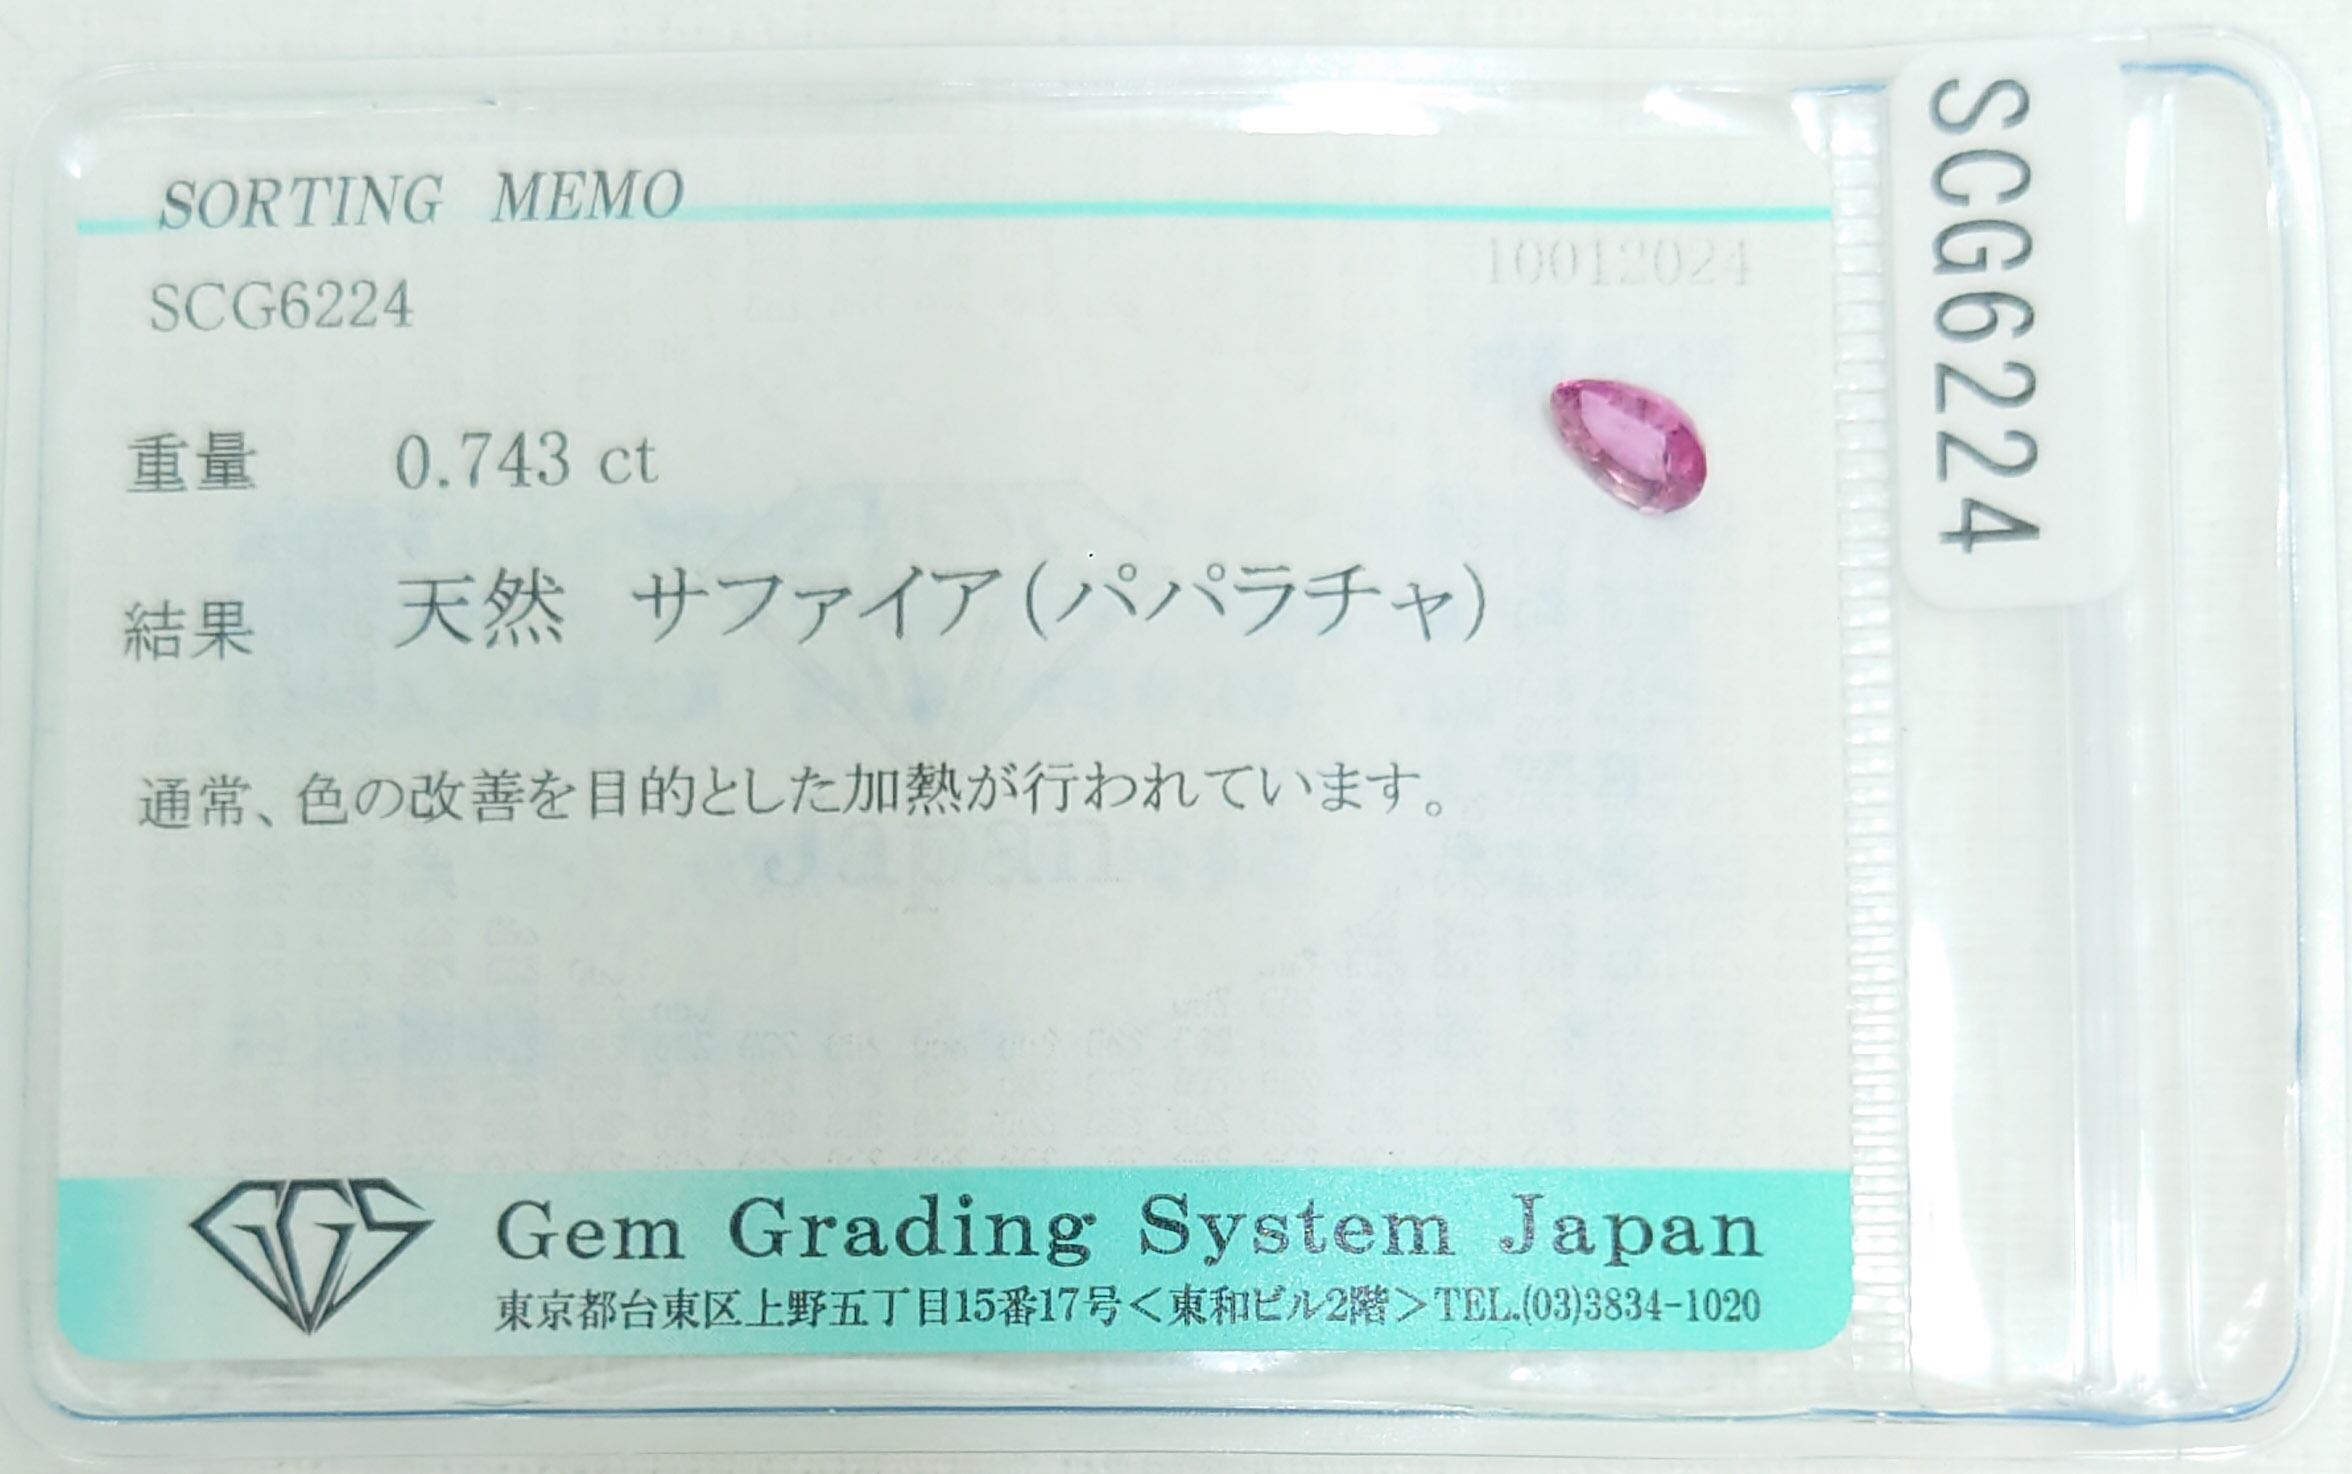 SORTING MEMO
10012024
SCG6224
重量 0.743 ct
結果 天然 サファイア(パパラチャ)
通常、色の改善を目的とした加熱が行われています。
GGS
Gem Grading System Japan
東京都台東区上野五丁目15番17号<東和ビル2階>TEL.(03)3834-1020
SCG6224